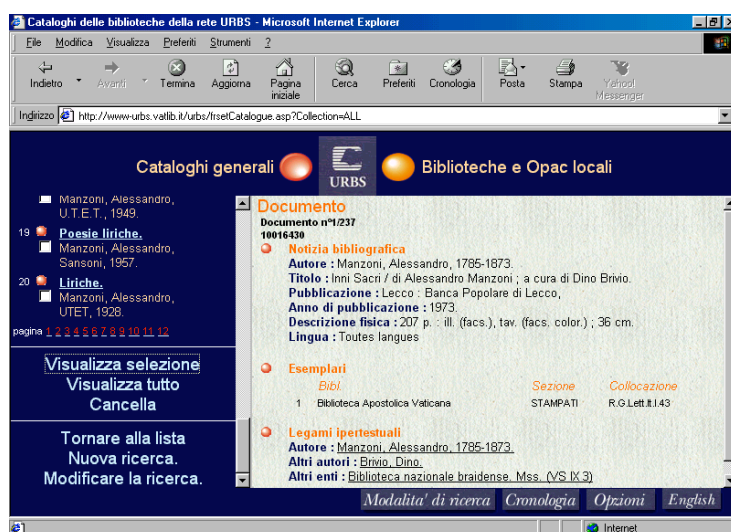 Cataloghi delle biblioteche della rete URBS - Microsoft Internet Explorer
File Modifica Visualizza Preferiti Strumenti ?
Indietro Avanti Termina Aggiorna Pagina iniziale Cerca Preferiti Cronologia Posta Stampa Yahoo! Messenger
Indirizzo http://www-urbs.vatlib.it/urbs/frsetCatalogue.asp?Collection=ALL
Cataloghi generali URBS Biblioteche e Opac locali
Manzoni, Alessandro,
U.T.E.T., 1949.
19 Poesie liriche.
Manzoni, Alessandro,
Sansoni, 1957.
20 Liriche.
Manzoni, Alessandro,
UTET, 1928.
pagina 1 2 3 4 5 6 7 8 9 10 11 12
Visualizza selezione
Visualizza tutto
Cancella
Tornare alla lista
Nuova ricerca.
Modificare la ricerca.
Documento
Documento n°1/237
10016430
Notizia bibliografica
Autore : Manzoni, Alessandro, 1785-1873.
Titolo : Inni Sacri / di Alessandro Manzoni ; a cura di Dino Brivio.
Pubblicazione : Lecco : Banca Popolare di Lecco,
Anno di pubblicazione : 1973.
Descrizione fisica : 207 p. : ill. (facs.), tav. (facs. color.) ; 36 cm.
Lingua : Toutes langues
Esemplari
Bibl Sezione Collocazione
1 Biblioteca Apostolica Vaticana STAMPATI R.G.Lett.It.I.43
Legami ipertestuali
Autore : Manzoni, Alessandro, 1785-1873.
Altri autori : Brivio, Dino.
Altri enti : Biblioteca nazionale braidense. Mss. (VS IX 3)
Modalita' di ricerca Cronologia Opzioni English
Internet